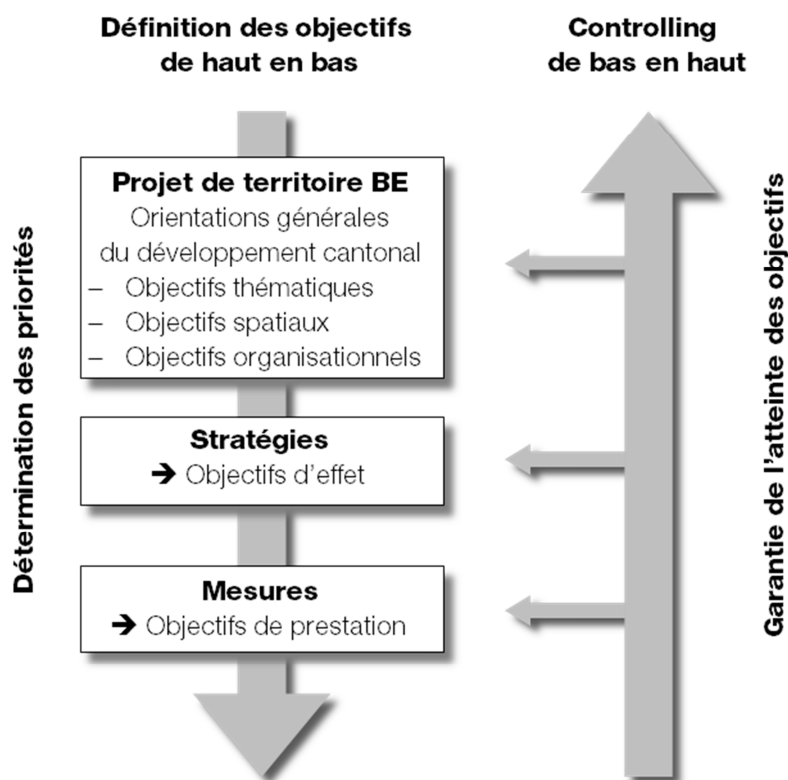 Définition des objectifs
de haut en bas
Controlling
de bas en haut
Détermination des priorités
Projet de territoire BE
Orientations générales
du développement cantonal
– Objectifs thématiques
– Objectifs spatiaux
– Objectifs organisationnels
Stratégies
➔ Objectifs d'effet
Mesures
➔ Objectifs de prestation
Garantie de l'atteinte des objectifs